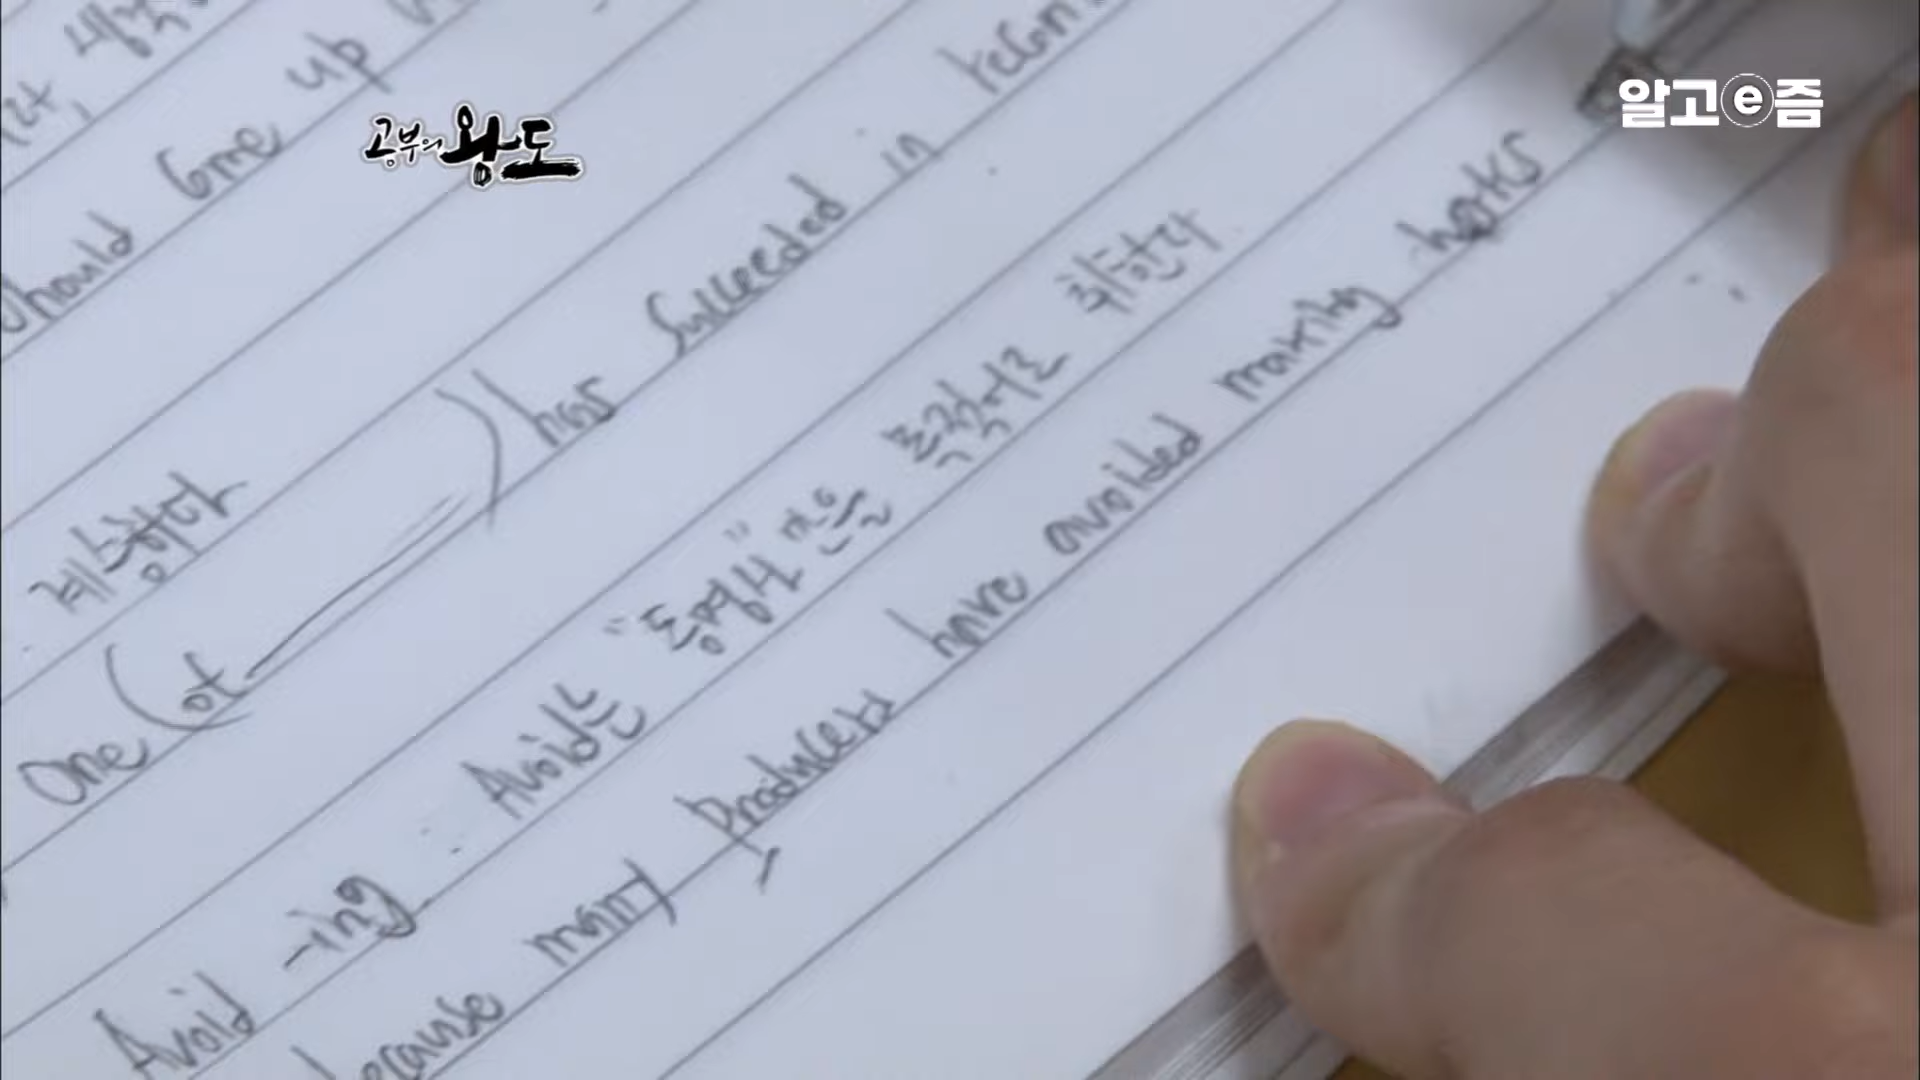 공부의 왕도
알고e즘
should come up
계승하다
One (of ) has succeeded in
Avoid -ing. Avoid는 "동명사"만을 목적어로 취한다
because many producers have avoided making works